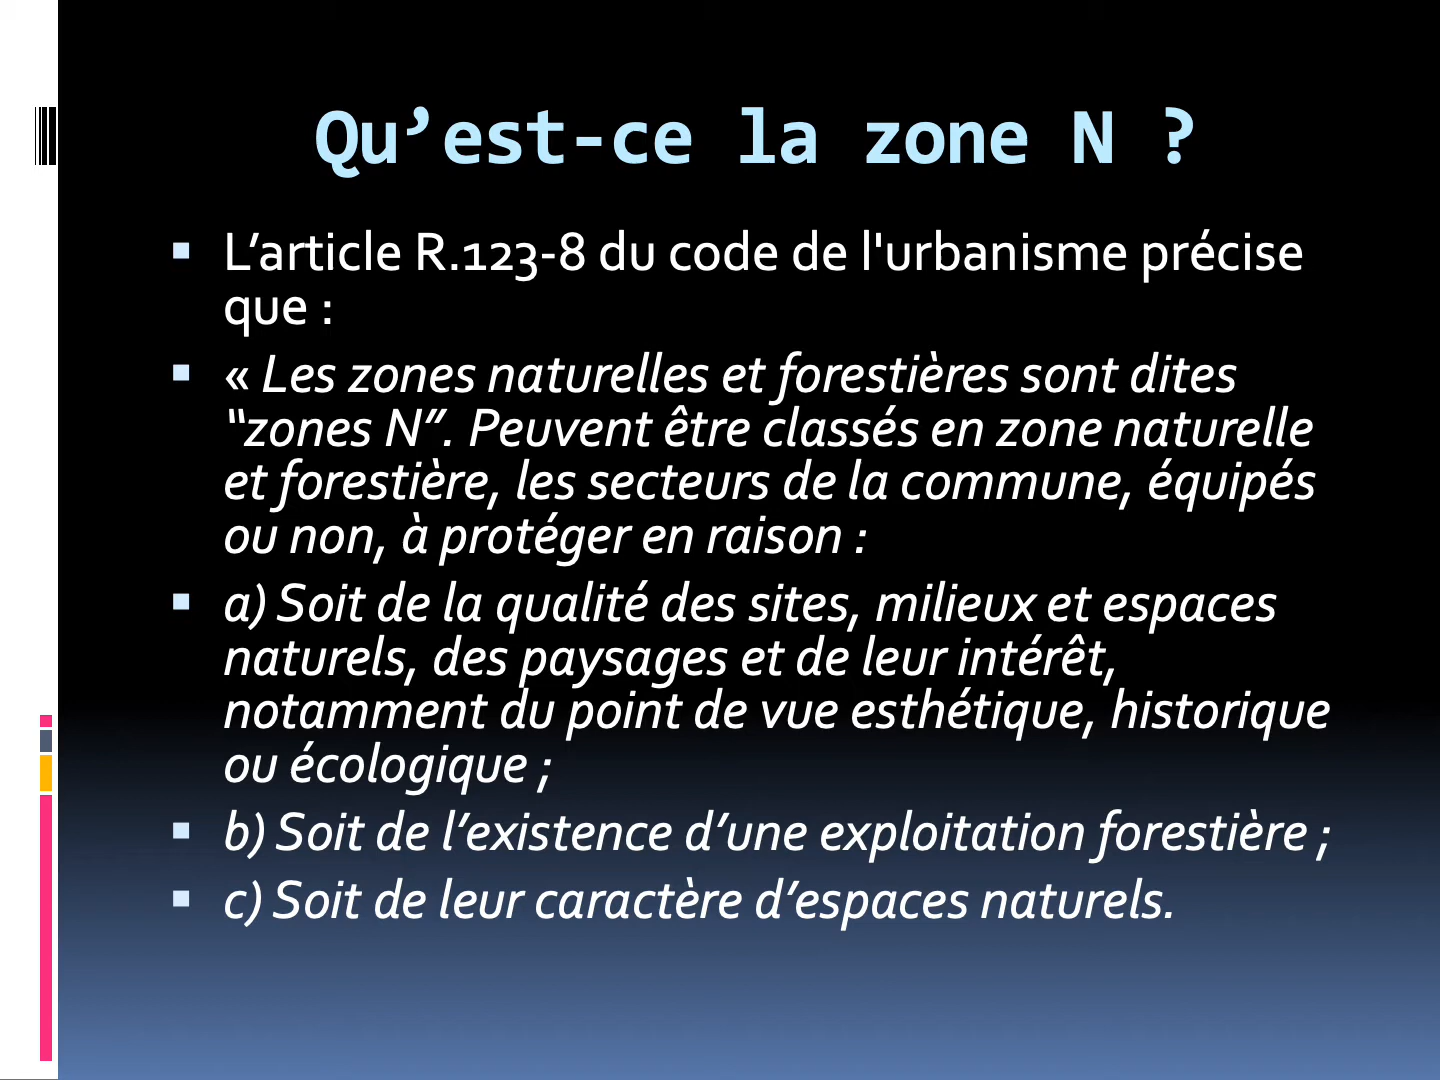 Qu’est-ce la zone N ?
L’article R.123-8 du code de l'urbanisme précise
que :
« Les zones naturelles et forestières sont dites
“zones N”. Peuvent être classés en zone naturelle
et forestière, les secteurs de la commune, équipés
ou non, à protéger en raison :
a) Soit de la qualité des sites, milieux et espaces
naturels, des paysages et de leur intérêt,
notamment du point de vue esthétique, historique
ou écologique ;
b) Soit de l’existence d’une exploitation forestière ;
c) Soit de leur caractère d’espaces naturels.